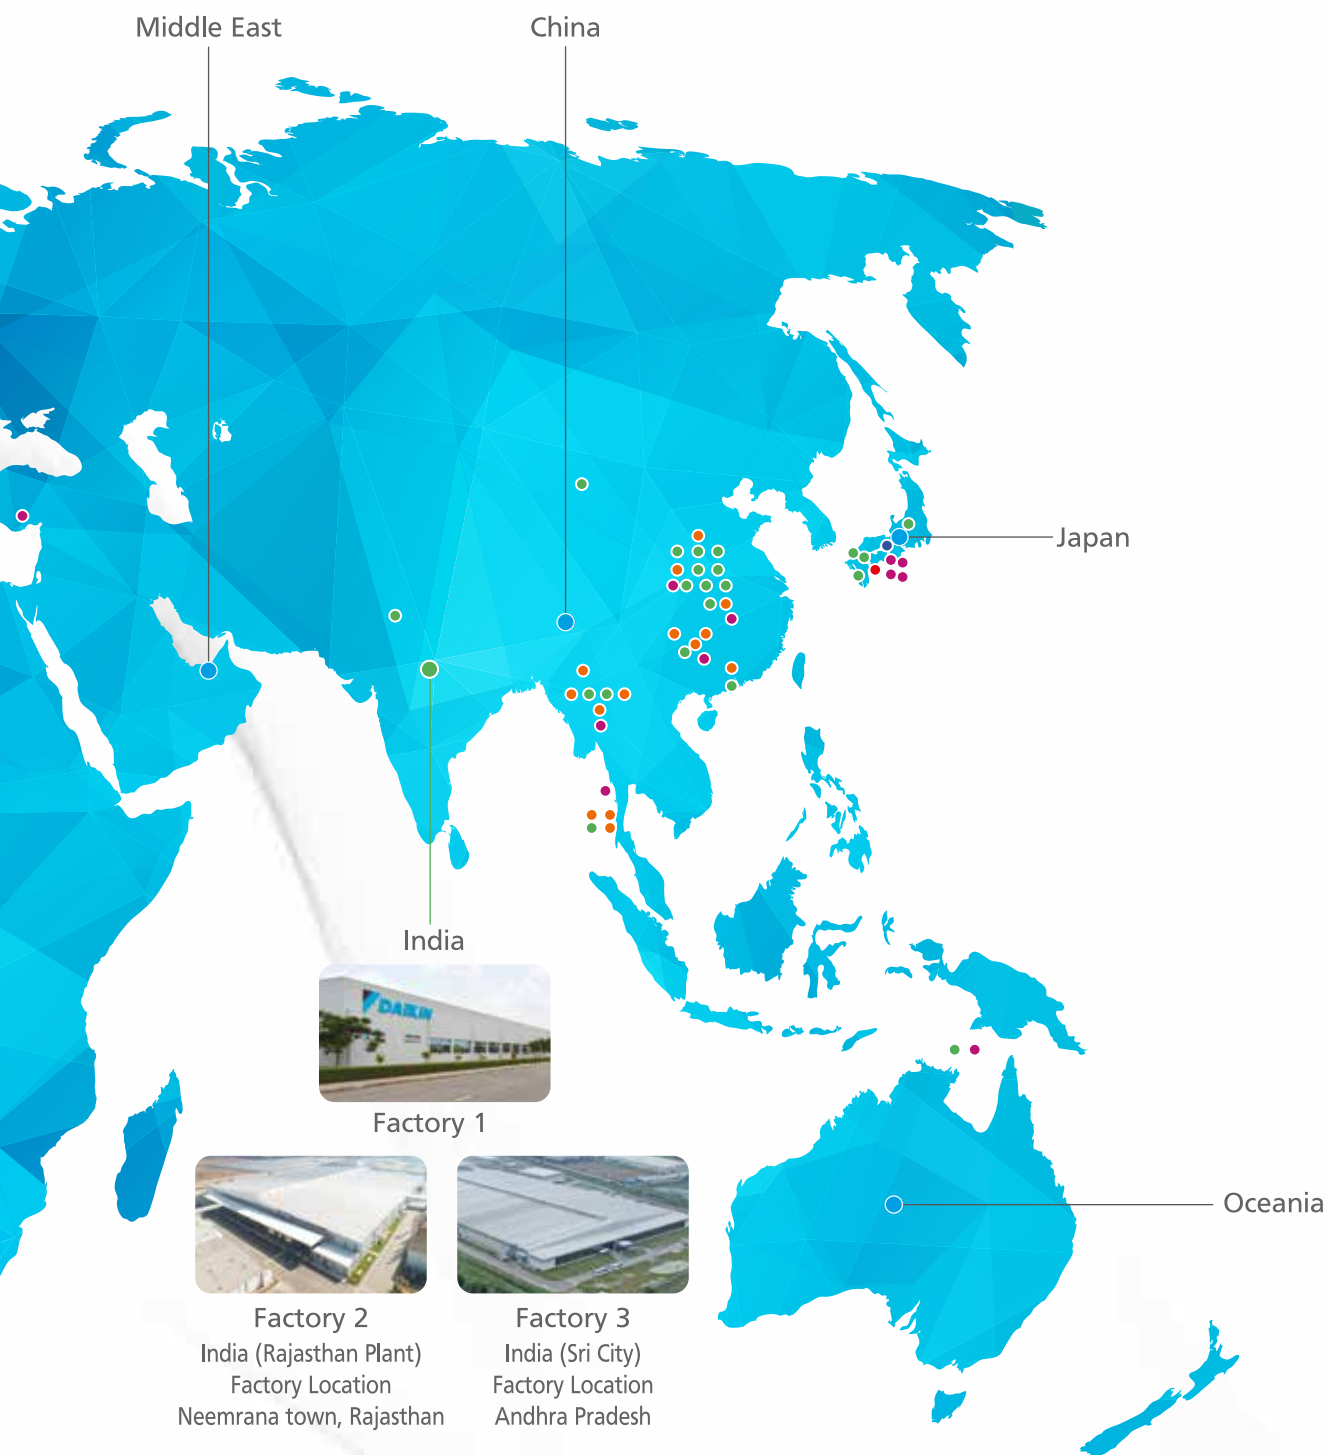 Middle East
China
Japan
India
DAIKIN
Factory 1
Oceania
Factory 2
India (Rajasthan Plant)
Factory Location
Neemrana town, Rajasthan
Factory 3
India (Sri City)
Factory Location
Andhra Pradesh